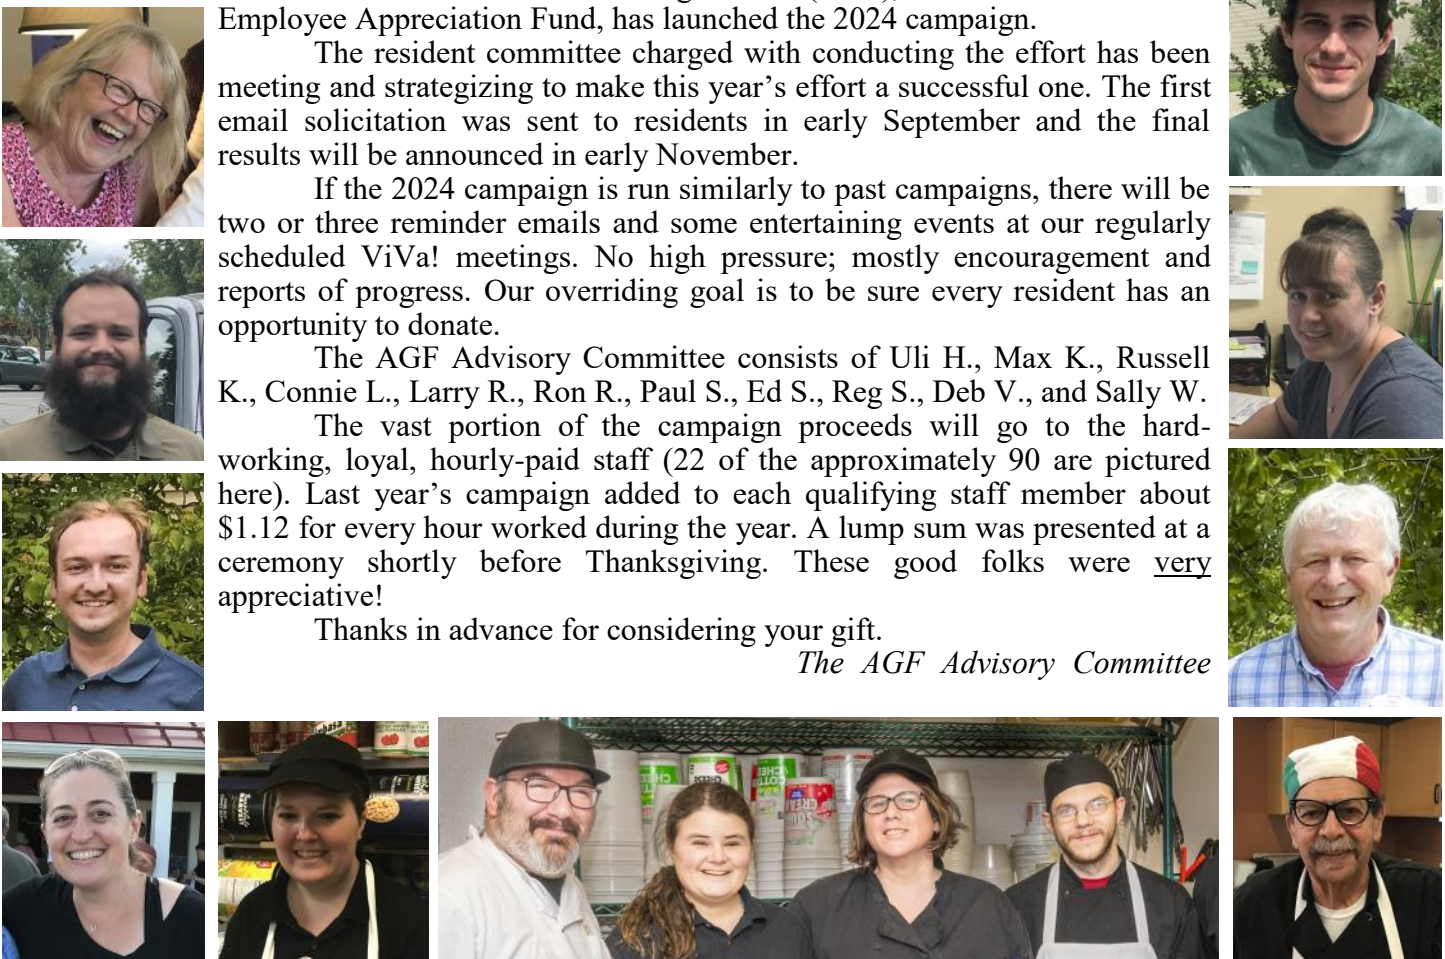 Employee Appreciation Fund, has launched the 2024 campaign.
The resident committee charged with conducting the effort has been
meeting and strategizing to make this year’s effort a successful one. The first
email solicitation was sent to residents in early September and the final
results will be announced in early November.
If the 2024 campaign is run similarly to past campaigns, there will be
two or three reminder emails and some entertaining events at our regularly
scheduled ViVa! meetings. No high pressure; mostly encouragement and
reports of progress. Our overriding goal is to be sure every resident has an
opportunity to donate.
The AGF Advisory Committee consists of Uli H., Max K., Russell
K., Connie L., Larry R., Ron R., Paul S., Ed S., Reg S., Deb V., and Sally W.
The vast portion of the campaign proceeds will go to the hard-
working, loyal, hourly-paid staff (22 of the approximately 90 are pictured
here). Last year’s campaign added to each qualifying staff member about
$1.12 for every hour worked during the year. A lump sum was presented at a
ceremony shortly before Thanksgiving. These good folks were very
appreciative!
Thanks in advance for considering your gift.
The AGF Advisory Committee